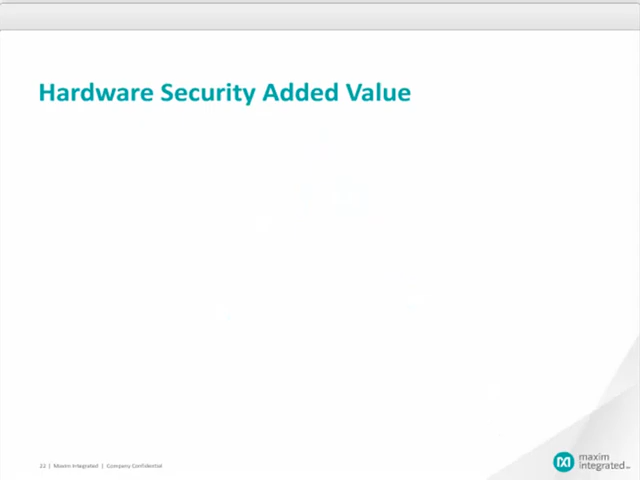 Hardware Security Added Value
22 | Maxim Integrated | Company Confidential
maxim
integrated™